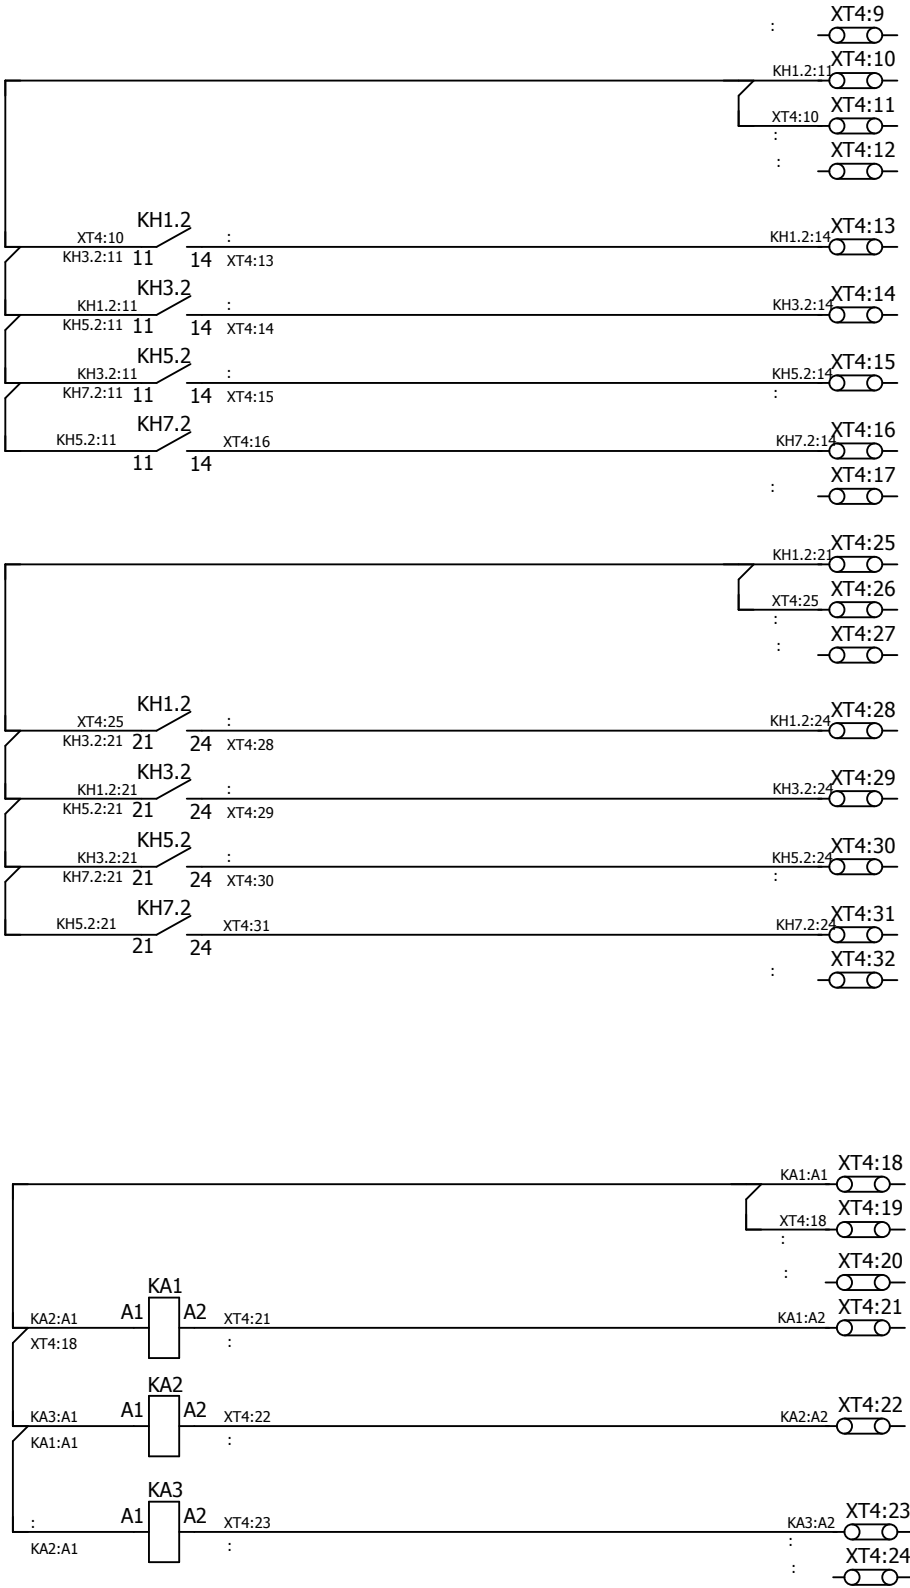 XT4:9
:
XT4:10
KH1.2:11
XT4:11
XT4:10
:
XT4:12
:
KH1.2
XT4:10
:
KH1.2:14
XT4:13
KH3.2:11 11 14 XT4:13
KH3.2
KH1.2:11
:
KH3.2:14
XT4:14
KH5.2:11 11 14 XT4:14
KH5.2
KH3.2:11
:
KH5.2:14
XT4:15
KH7.2:11 11 14 XT4:15
:
KH7.2
KH5.2:11
XT4:16
KH7.2:14
XT4:16
11 14
XT4:17
:
XT4:25
KH1.2:21
XT4:26
XT4:25
:
XT4:27
:
KH1.2
XT4:25
:
KH1.2:24
XT4:28
KH3.2:21 21 24 XT4:28
KH3.2
KH1.2:21
:
KH3.2:24
XT4:29
KH5.2:21 21 24 XT4:29
KH5.2
KH3.2:21
:
KH5.2:24
XT4:30
KH7.2:21 21 24 XT4:30
:
KH7.2
KH5.2:21
XT4:31
KH7.2:24
XT4:31
21 24
XT4:32
:
XT4:18
KA1:A1
XT4:19
XT4:18
:
XT4:20
:
KA1
KA2:A1 A1 A2 XT4:21
KA1:A2
XT4:21
XT4:18
:
KA2
KA3:A1 A1 A2 XT4:22
KA2:A2
XT4:22
KA1:A1
:
KA3
: A1 A2 XT4:23
KA3:A2
XT4:23
KA2:A1
:
:
XT4:24
: